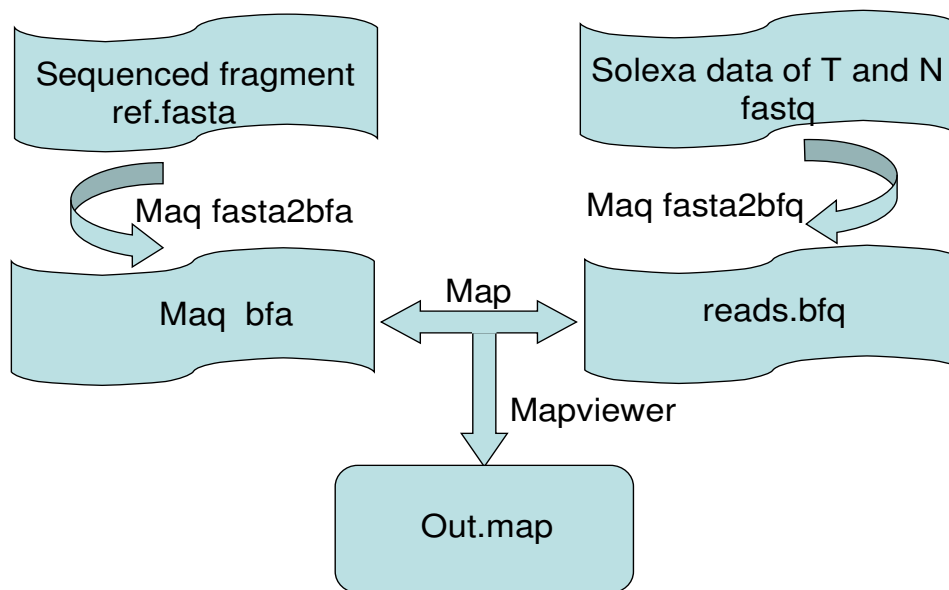 Sequenced fragment
ref.fasta
Solexa data of T and N
fastq
Maq fasta2bfa
Maq fasta2bfq
Maq bfa
Map
reads.bfq
Mapviewer
Out.map